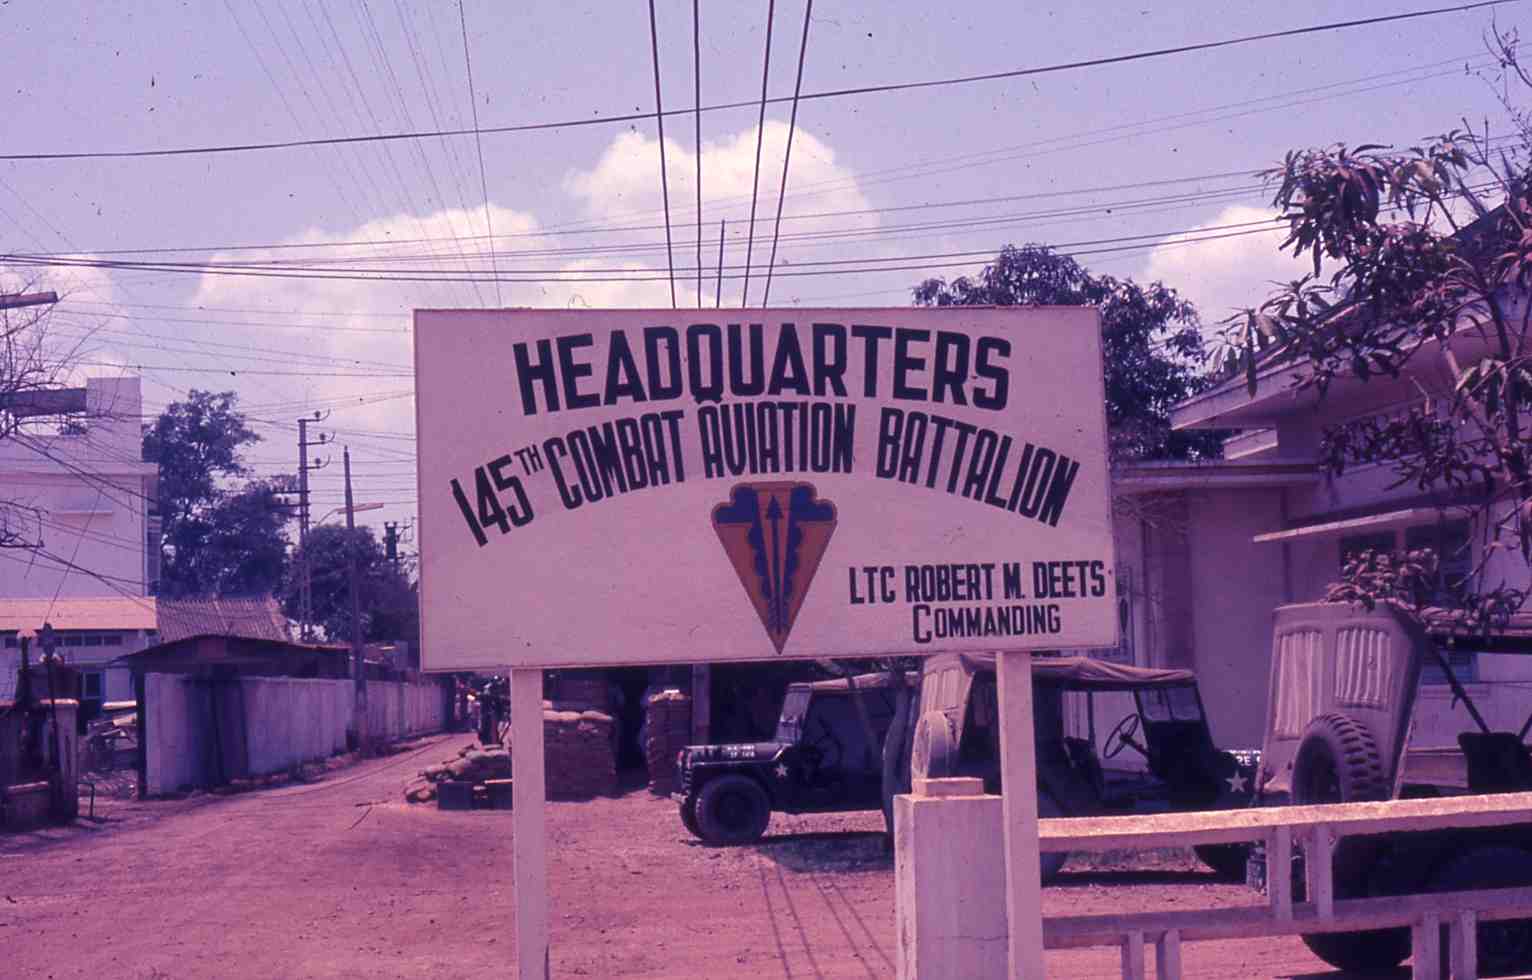 HEADQUARTERS
145TH COMBAT AVIATION BATTALION
LTC ROBERT M. DEETS
COMMANDING